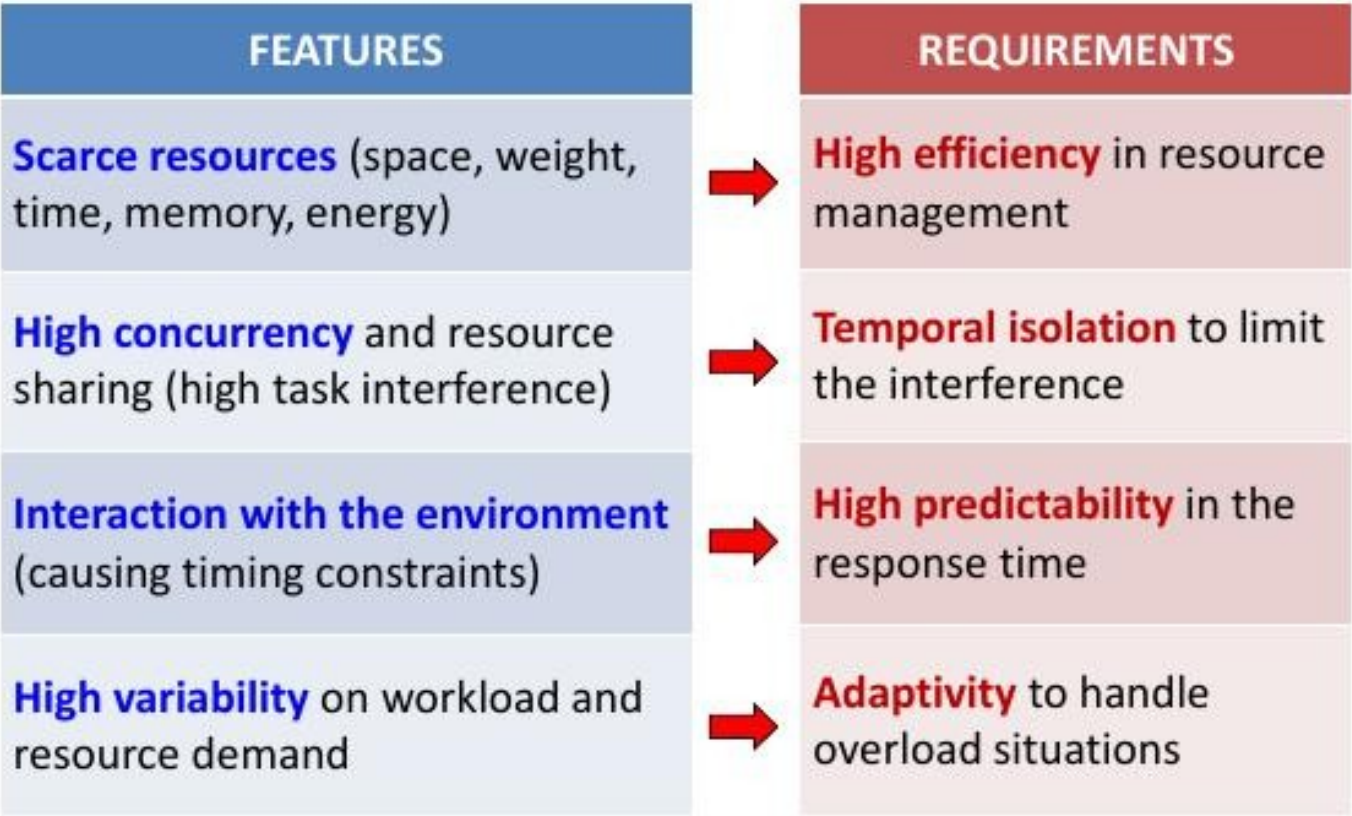 FEATURES
REQUIREMENTS
Scarce resources (space, weight,
time, memory, energy)
High efficiency in resource
management
High concurrency and resource
sharing (high task interference)
Temporal isolation to limit
the interference
Interaction with the environment
(causing timing constraints)
High predictability in the
response time
High variability on workload and
resource demand
Adaptivity to handle
overload situations